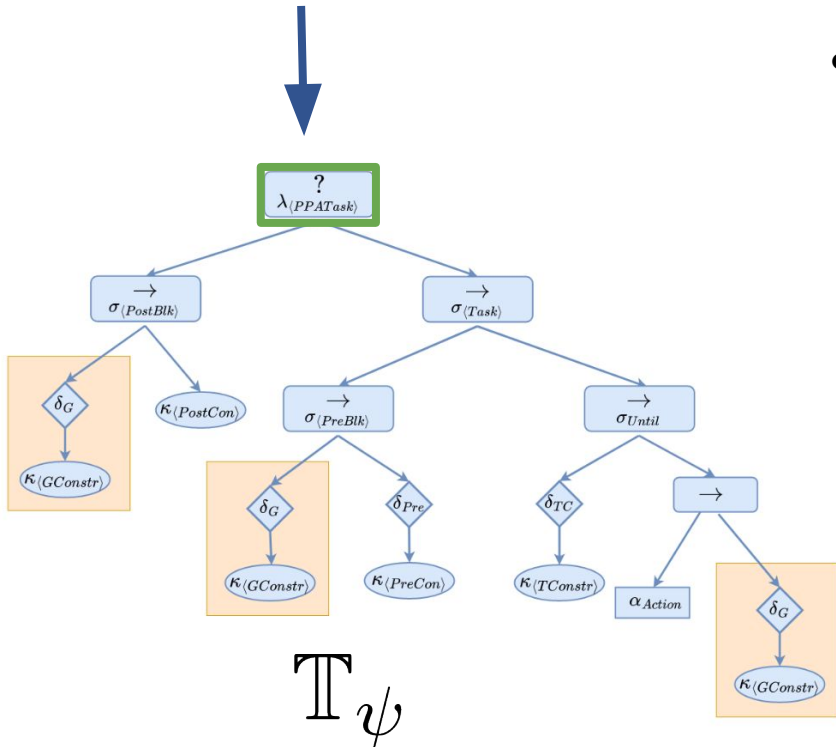 ?
λ⟨PPATask⟩
→
σ⟨PostBlk⟩
→
σ⟨Task⟩
δG
κ⟨PostCon⟩
→
σ⟨PreBlk⟩
→
σUntil
κ⟨GConstr⟩
δG
δPre
δTC
→
κ⟨GConstr⟩
κ⟨PreCon⟩
κ⟨TConstr⟩
αAction
δG
κ⟨GConstr⟩
𝕋ψ